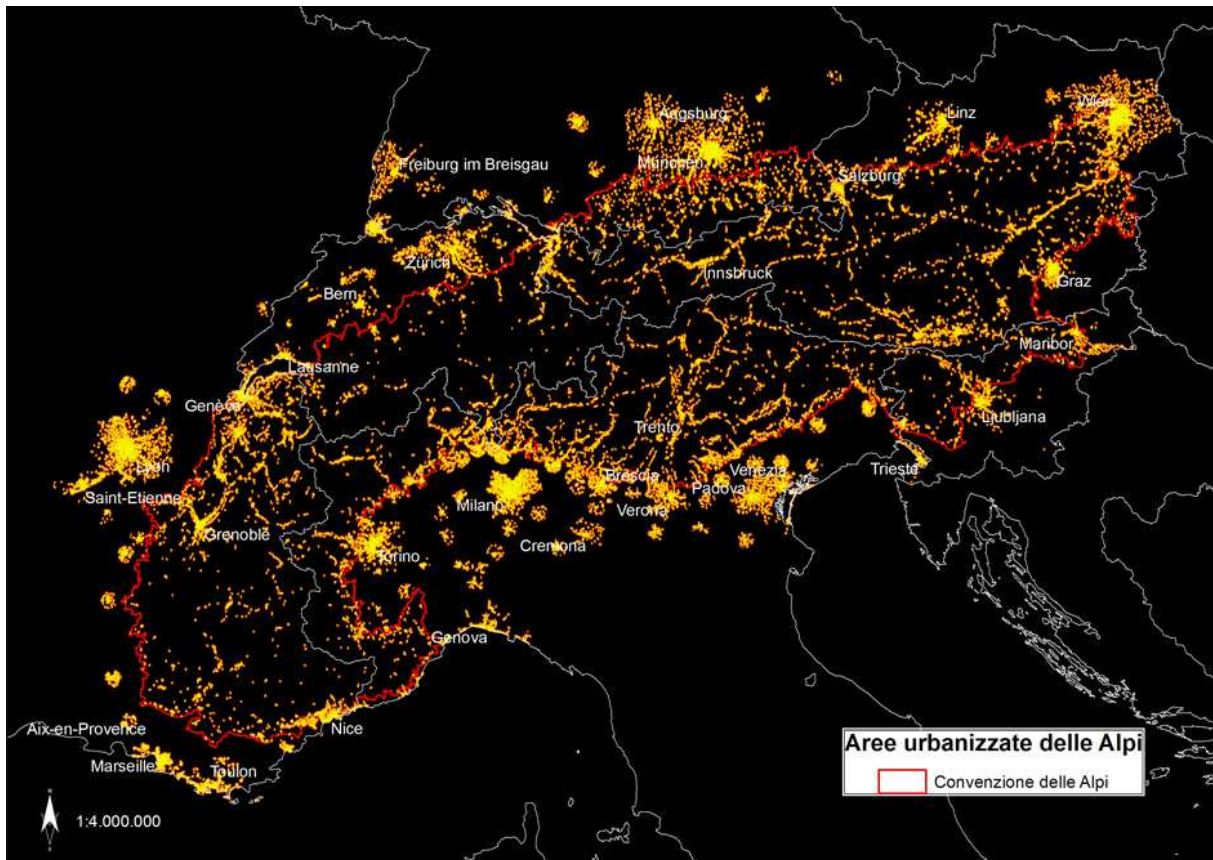 Augsburg
Linz
Wien
Freiburg im Breisgau
München
Salzburg
Zürich
Innsbruck
Graz
Bern
Maribor
Lausanne
Genève
Ljubljana
Trento
Lyon
Trieste
Saint-Etienne
Brescia
Venezia
Padova
Milano
Verona
Grenoble
Cremona
Torino
Genova
Aix-en-Provence
Nice
Marseille
Toulon
Aree urbanizzate delle Alpi
Convenzione delle Alpi
1:4.000.000